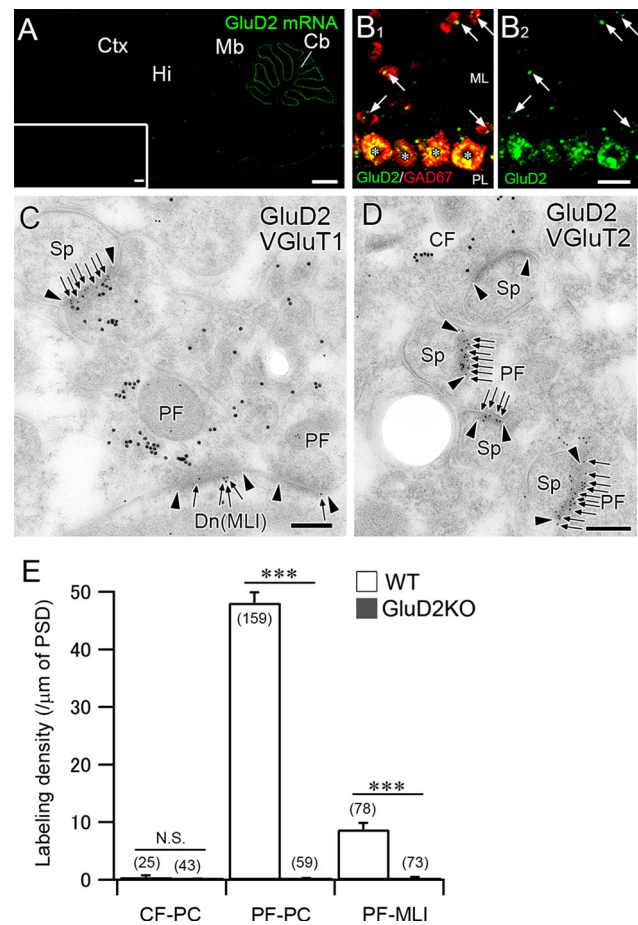 A
GluD2 mRNA
Ctx
Mb
Cb
Hi
B1
ML
* * * *
GluD2/GAD67
PL
B2
GluD2
C
GluD2
VGluT1
Sp
PF
PF
Dn(MLI)
D
GluD2
VGluT2
CF
Sp
Sp
PF
Sp
Sp
PF
E
Labeling density (/μm of PSD)
50
40
30
20
10
0
WT
GluD2KO
***
(159)
***
(78)
N.S.
(25) (43)
(59)
(73)
CF-PC PF-PC PF-MLI